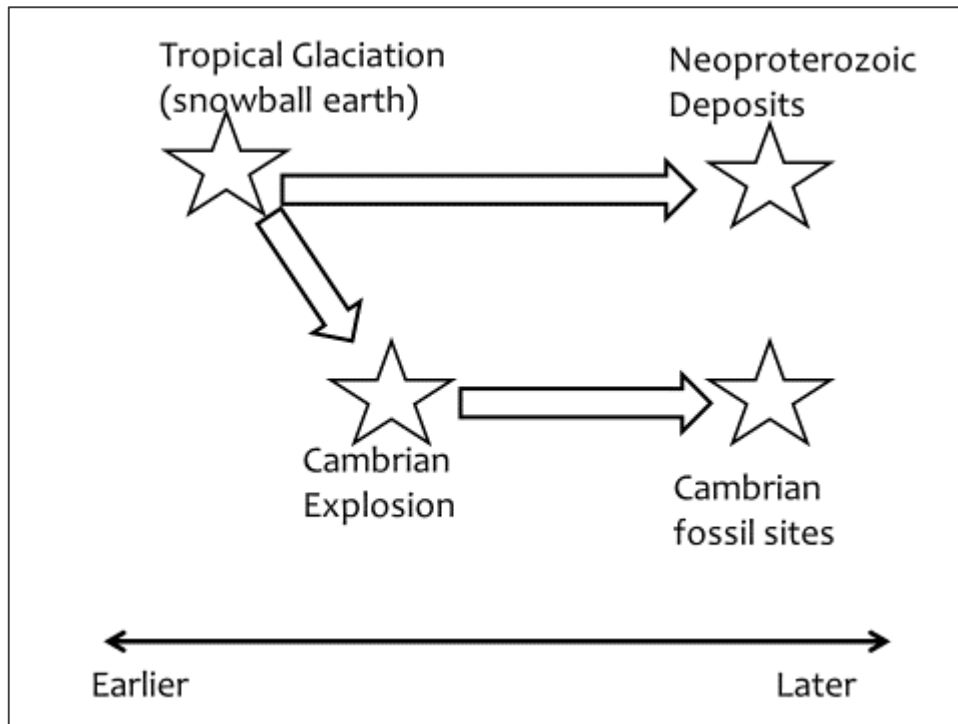 Tropical Glaciation
(snowball earth)
Neoproterozoic
Deposits
Cambrian
Explosion
Cambrian
fossil sites
Earlier
Later